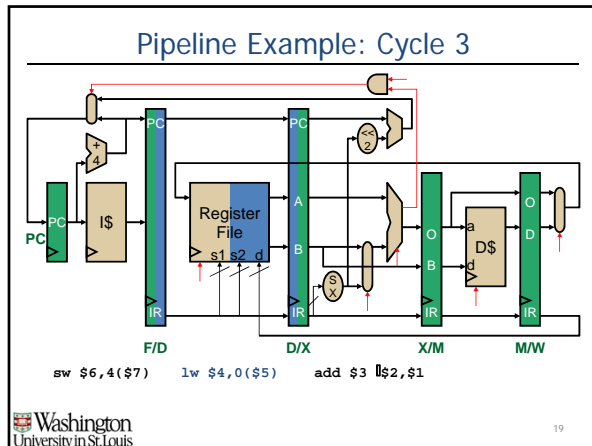 Pipeline Example: Cycle 3
PC
PC
<< 2
+ 4
PC
PC
I$
Register File
s1 s2 d
A
B
S X
O
B
a
d
D$
O
D
IR
IR
IR
IR
F/D
D/X
X/M
M/W
sw $6,4($7)
lw $4,0($5)
add $3 $2,$1
Washington
University in St. Louis
19